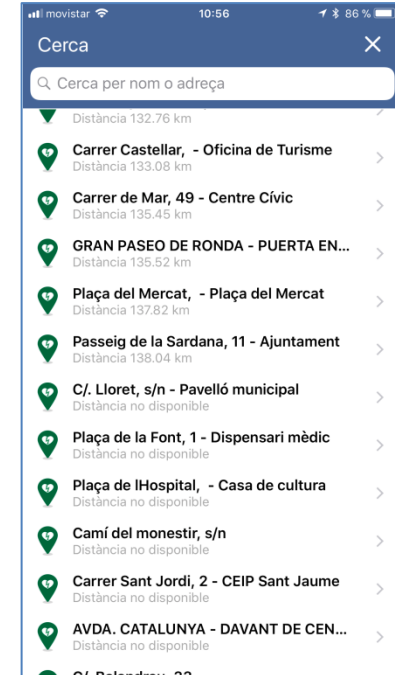 movistar 10:56 86 %
Cerca
Cerca per nom o adreça
Distància 132.76 km
Carrer Castellar, - Oficina de Turisme
Distància 133.08 km
Carrer de Mar, 49 - Centre Cívic
Distància 135.45 km
GRAN PASEO DE RONDA - PUERTA EN...
Distància 135.52 km
Plaça del Mercat, - Plaça del Mercat
Distància 137.82 km
Passeig de la Sardana, 11 - Ajuntament
Distància 138.04 km
C/. Lloret, s/n - Pavelló municipal
Distància no disponible
Plaça de la Font, 1 - Dispensari mèdic
Distància no disponible
Plaça de lHospital, - Casa de cultura
Distància no disponible
Camí del monestir, s/n
Distància no disponible
Carrer Sant Jordi, 2 - CEIP Sant Jaume
Distància no disponible
AVDA. CATALUNYA - DAVANT DE CEN...
Distància no disponible